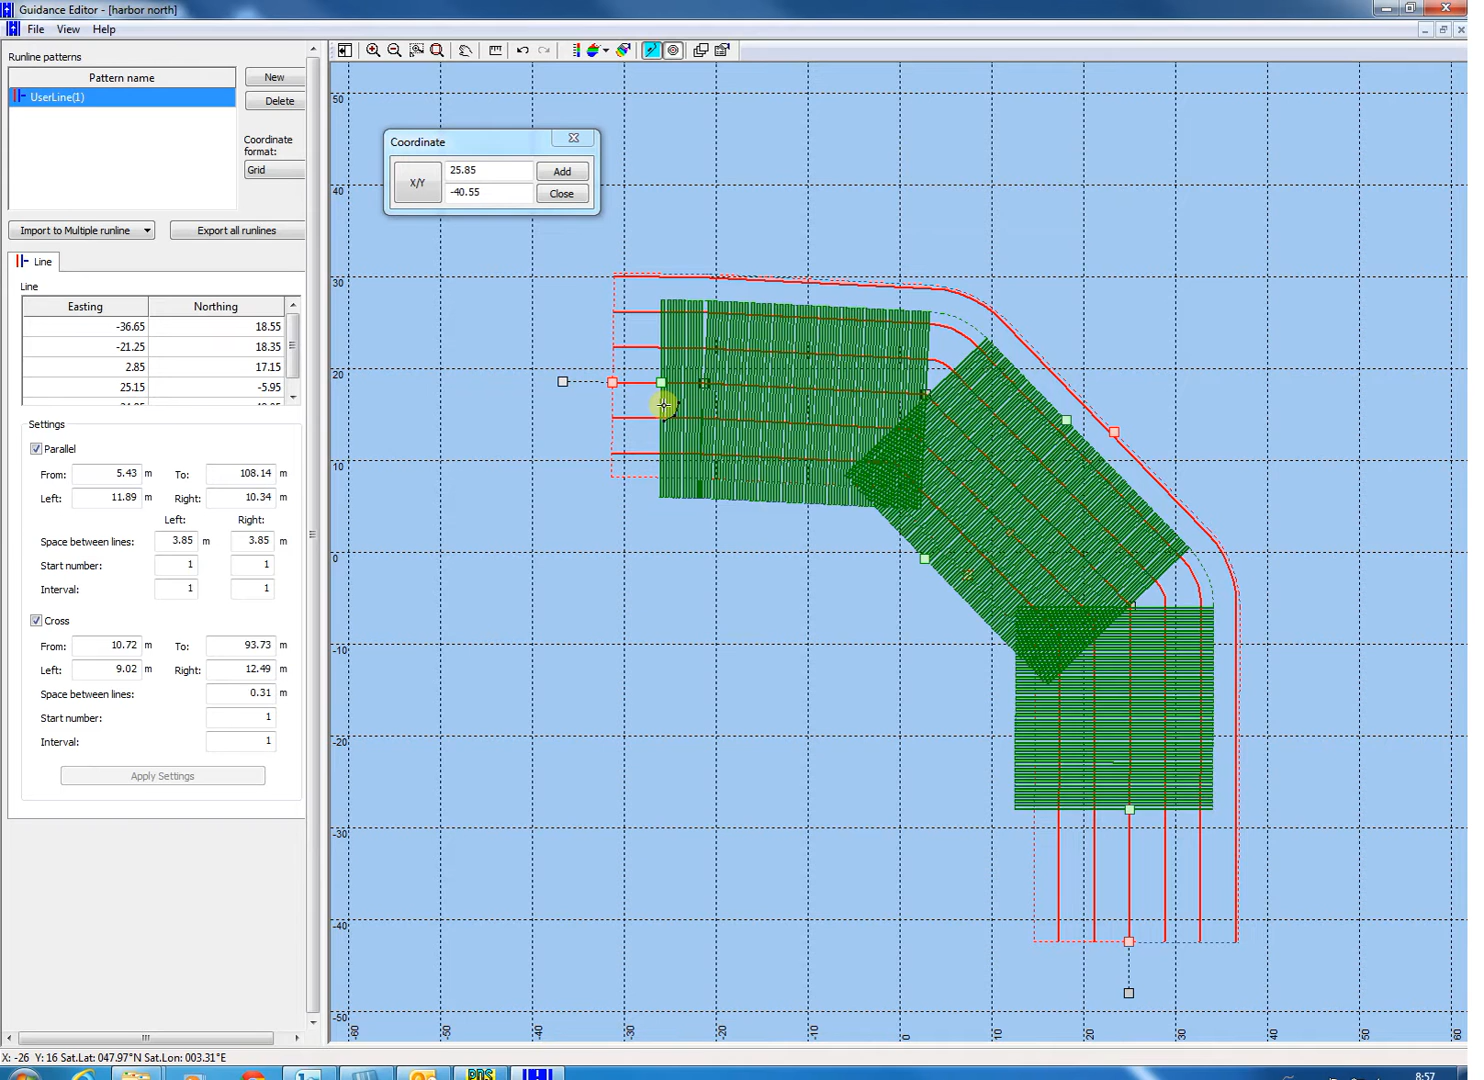 Guidance Editor - [harbor north]
File View Help
Runline patterns
Pattern name
UserLine(1)
New
Delete
Coordinate
format:
Grid
Import to Multiple runline
Export all runlines
Line
Line
Easting Northing
-36.65 18.55
-21.25 18.35
2.85 17.15
25.15 -5.95
Settings
Parallel
From: 5.43 m To: 108.14 m
Left: 11.89 m Right: 10.34 m
Left: Right:
Space between lines: 3.85 m 3.85 m
Start number: 1 1
Interval: 1 1
Cross
From: 10.72 m To: 93.73 m
Left: 9.02 m Right: 12.49 m
Space between lines: 0.31 m
Start number: 1
Interval: 1
Apply Settings
Coordinate
X/Y
25.85
-40.55
Add
Close
50
40
30
20
10
0
-10
-20
-30
-40
-50
-60 -50 -40 -30 -20 -10 0 10 20 30 40 50 60
X: -26 Y: 16 Sat.Lat: 047.97°N Sat.Lon: 003.31°E
PDS
8:57